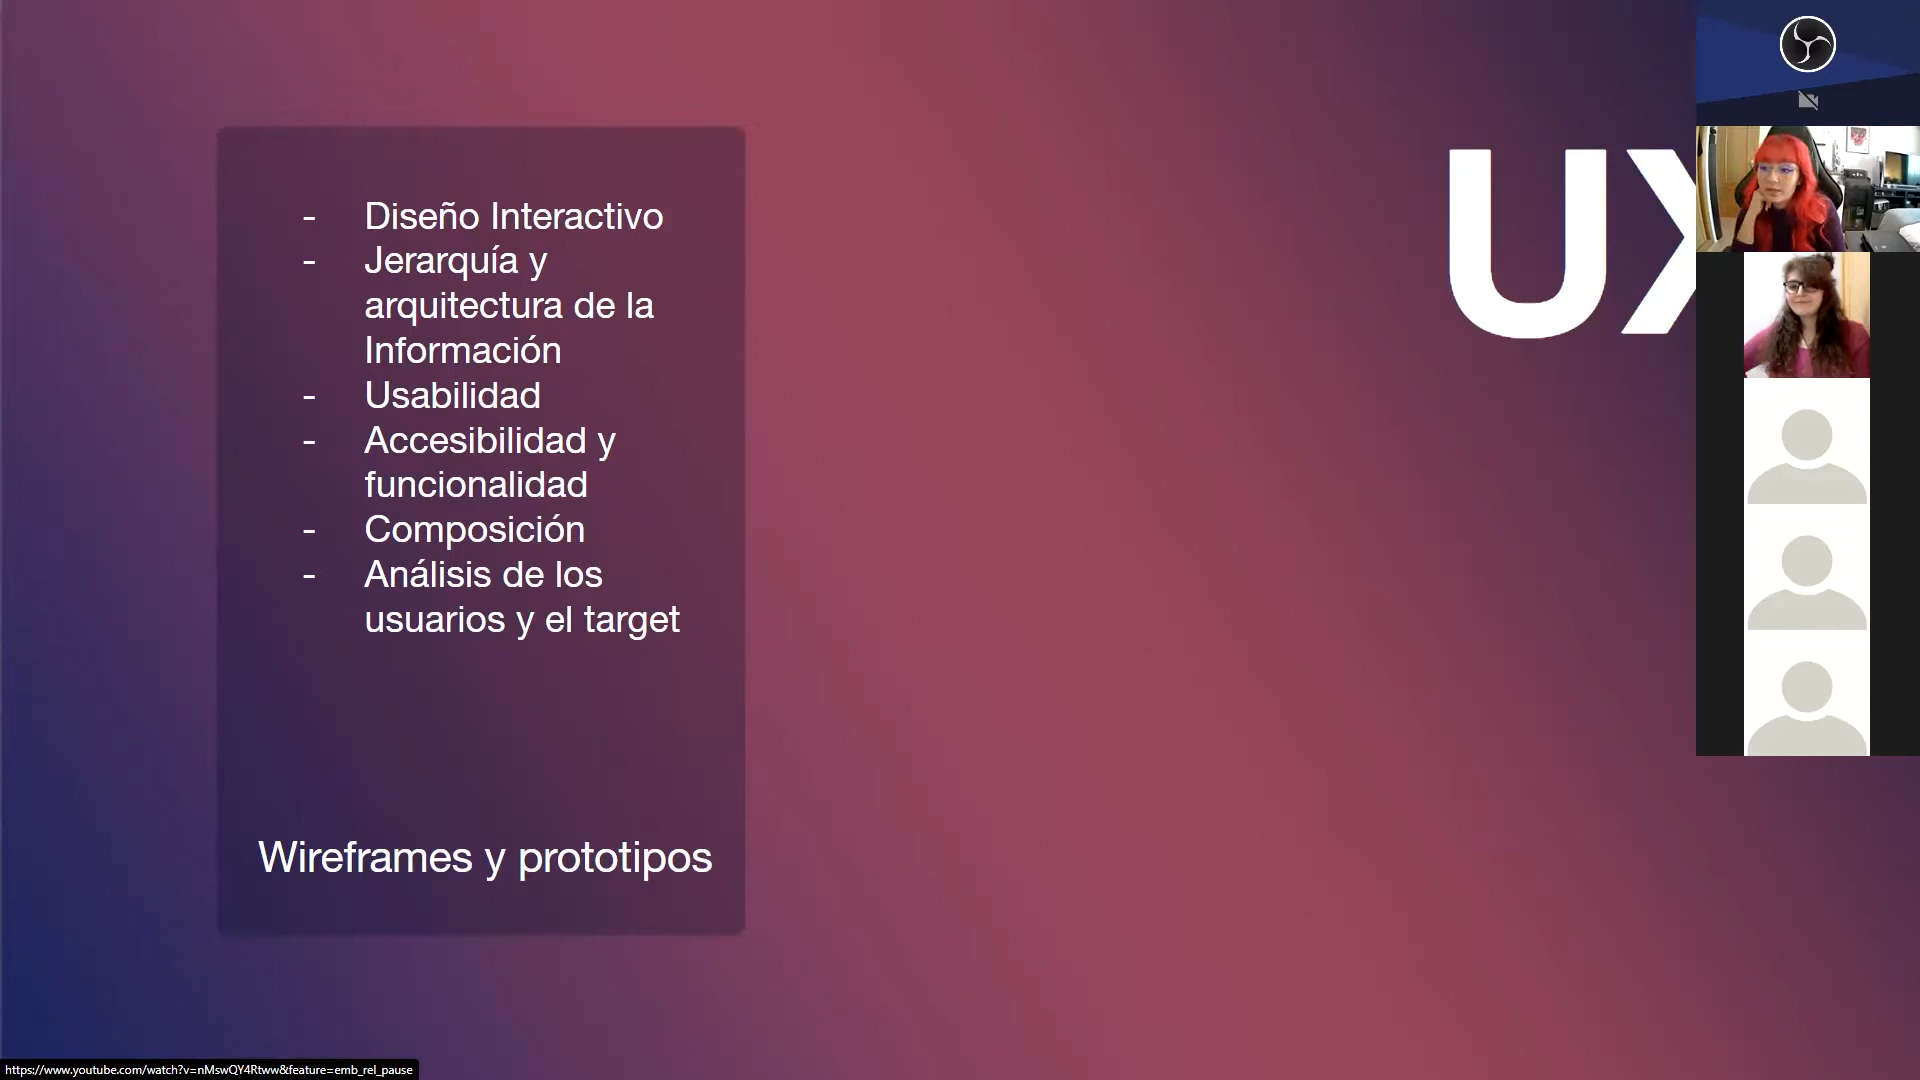 - Diseño Interactivo
- Jerarquía y
arquitectura de la
Información
- Usabilidad
- Accesibilidad y
funcionalidad
- Composición
- Análisis de los
usuarios y el target
Wireframes y prototipos
UX
https://www.youtube.com/watch?v=nMswQY4Rtww&feature=emb_rel_pause